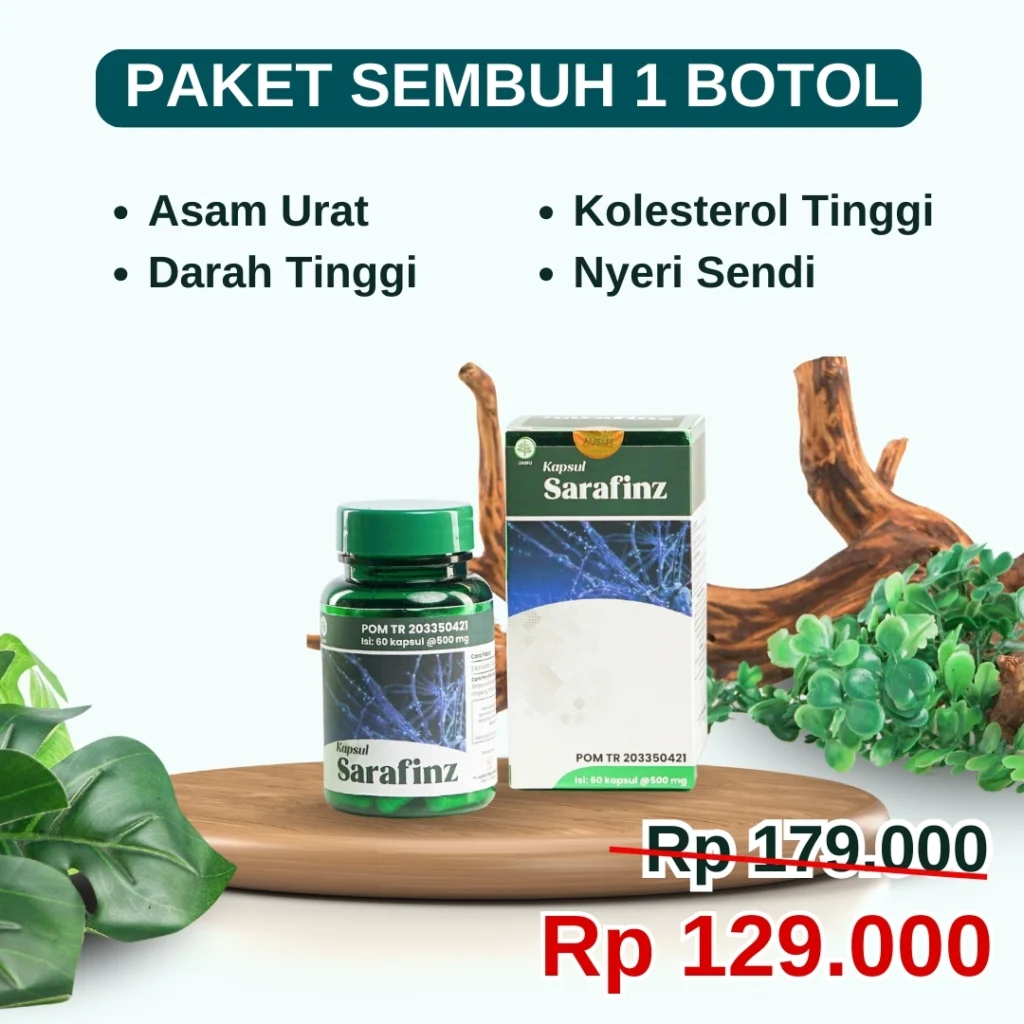 PAKET SEMBUH 1 BOTOL
• Asam Urat
• Darah Tinggi
• Kolesterol Tinggi
• Nyeri Sendi
JAMU
Kapsul
Sarafinz
POM TR 203350421
Isi: 60 kapsul @500 mg
POM TR 203350421
Isi: 60 kapsul @500 mg
Kapsul
Sarafinz
Rp 179.000
Rp 129.000